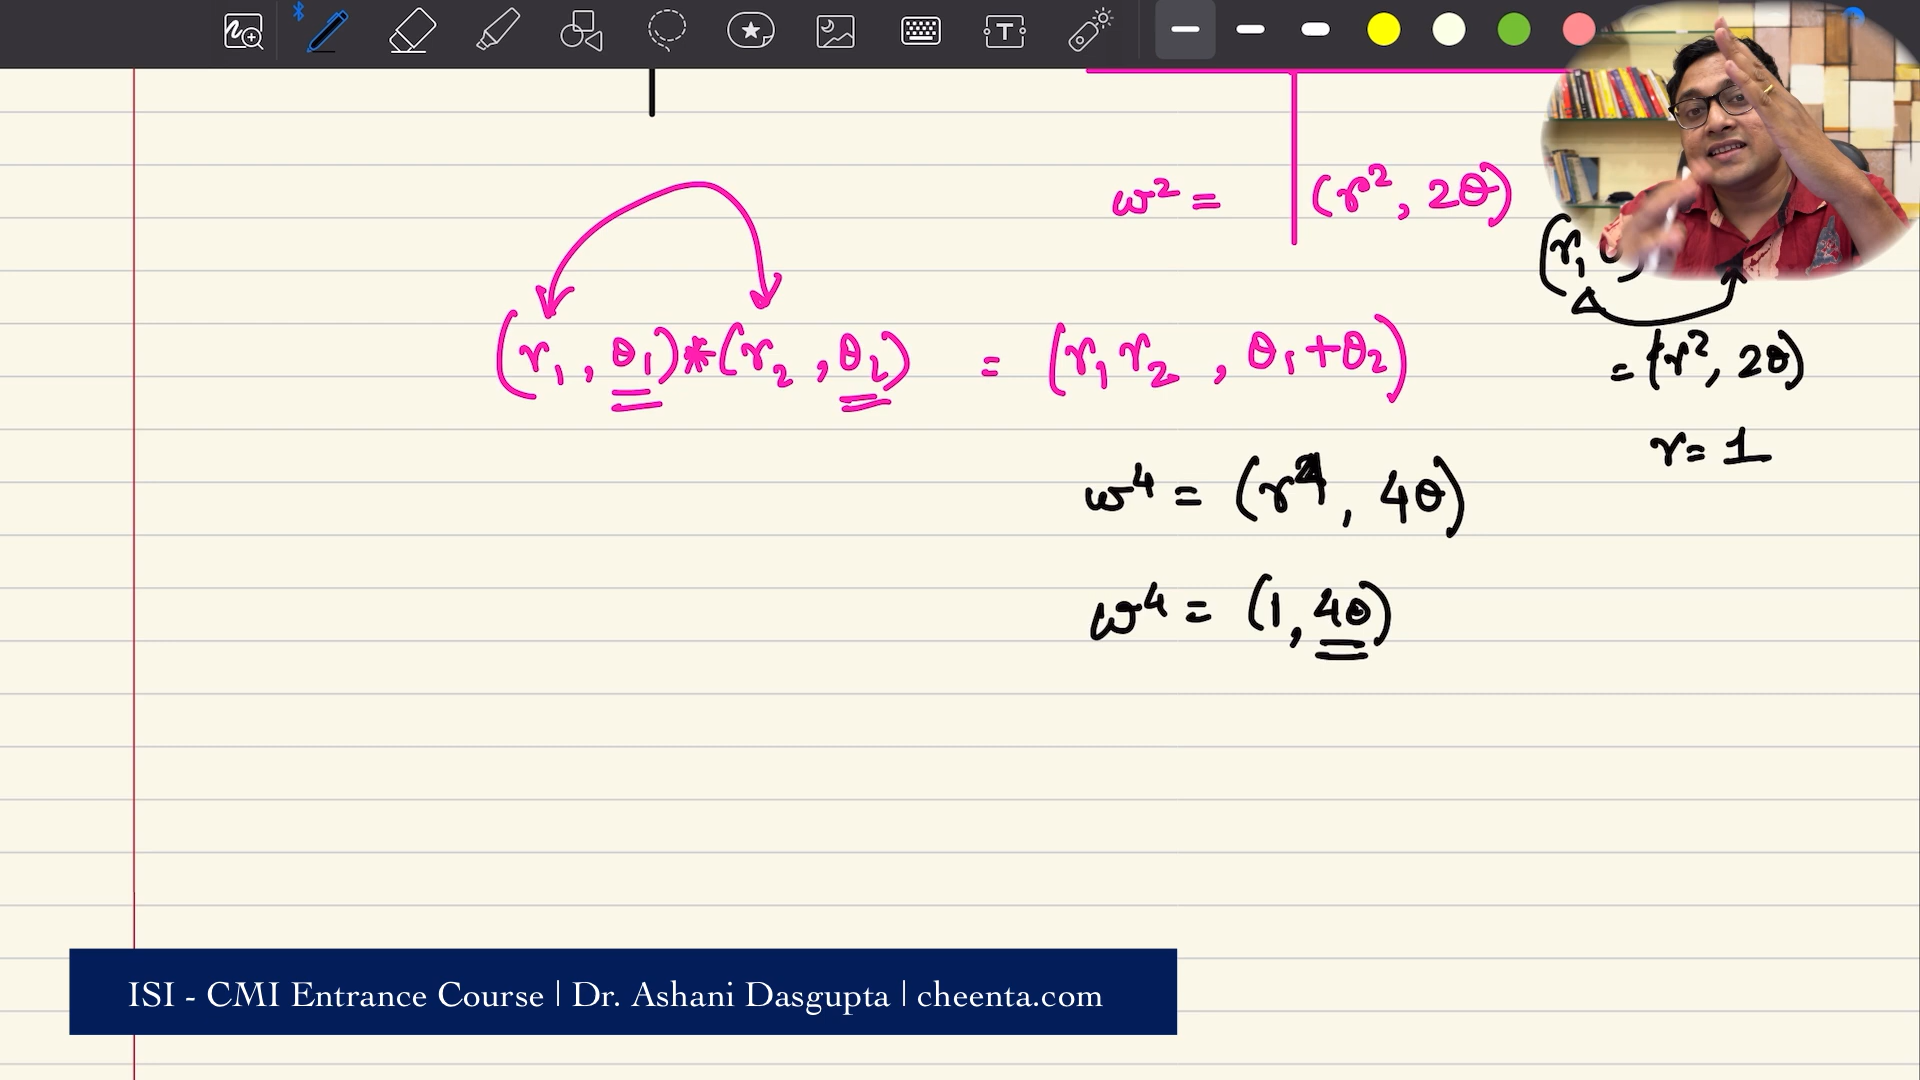 ω² = (r², 2θ)
(r, θ)
(r₁, θ₁)*(r₂, θ₂) = (r₁r₂, θ₁+θ₂)
= (r², 2θ)
r = 1
ω⁴ = (r⁴, 4θ)
ω⁴ = (1, 4θ)
ISI - CMI Entrance Course | Dr. Ashani Dasgupta | cheenta.com